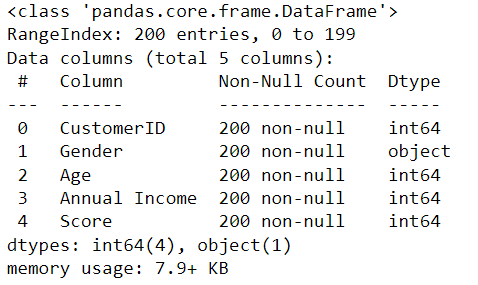 <class 'pandas.core.frame.DataFrame'>
RangeIndex: 200 entries, 0 to 199
Data columns (total 5 columns):
 #   Column         Non-Null Count  Dtype
---  ------         --------------  -----
 0   CustomerID     200 non-null    int64
 1   Gender         200 non-null    object
 2   Age            200 non-null    int64
 3   Annual Income  200 non-null    int64
 4   Score          200 non-null    int64
dtypes: int64(4), object(1)
memory usage: 7.9+ KB